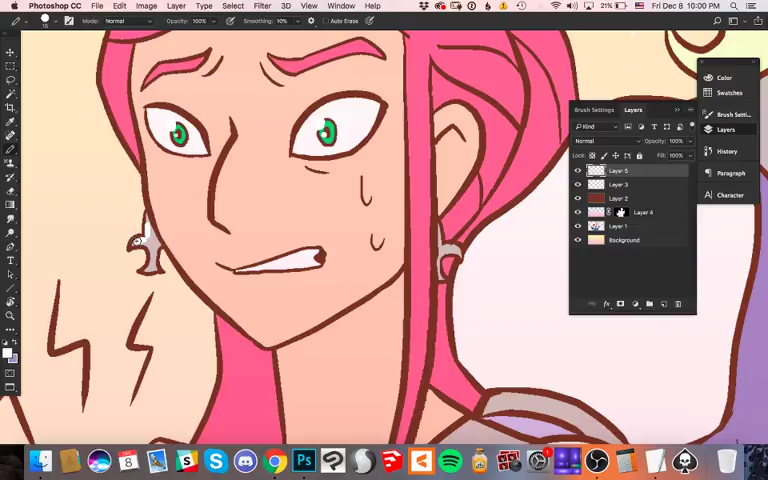 Photoshop CC File Edit Image Layer Type Select Filter 3D View Window Help 21% Fri Dec 8 10:00 PM
Mode: Normal Opacity: 100% Smoothing: 10% Auto Erase
Color
Swatches
Brush Setti...
Layers
History
Paragraph
Character
Brush Settings Layers
Kind
Normal Opacity: 100%
Lock: Fill: 100%
Layer 5
Layer 3
Layer 2
Layer 4
Layer 1
Background
8
Ps
1